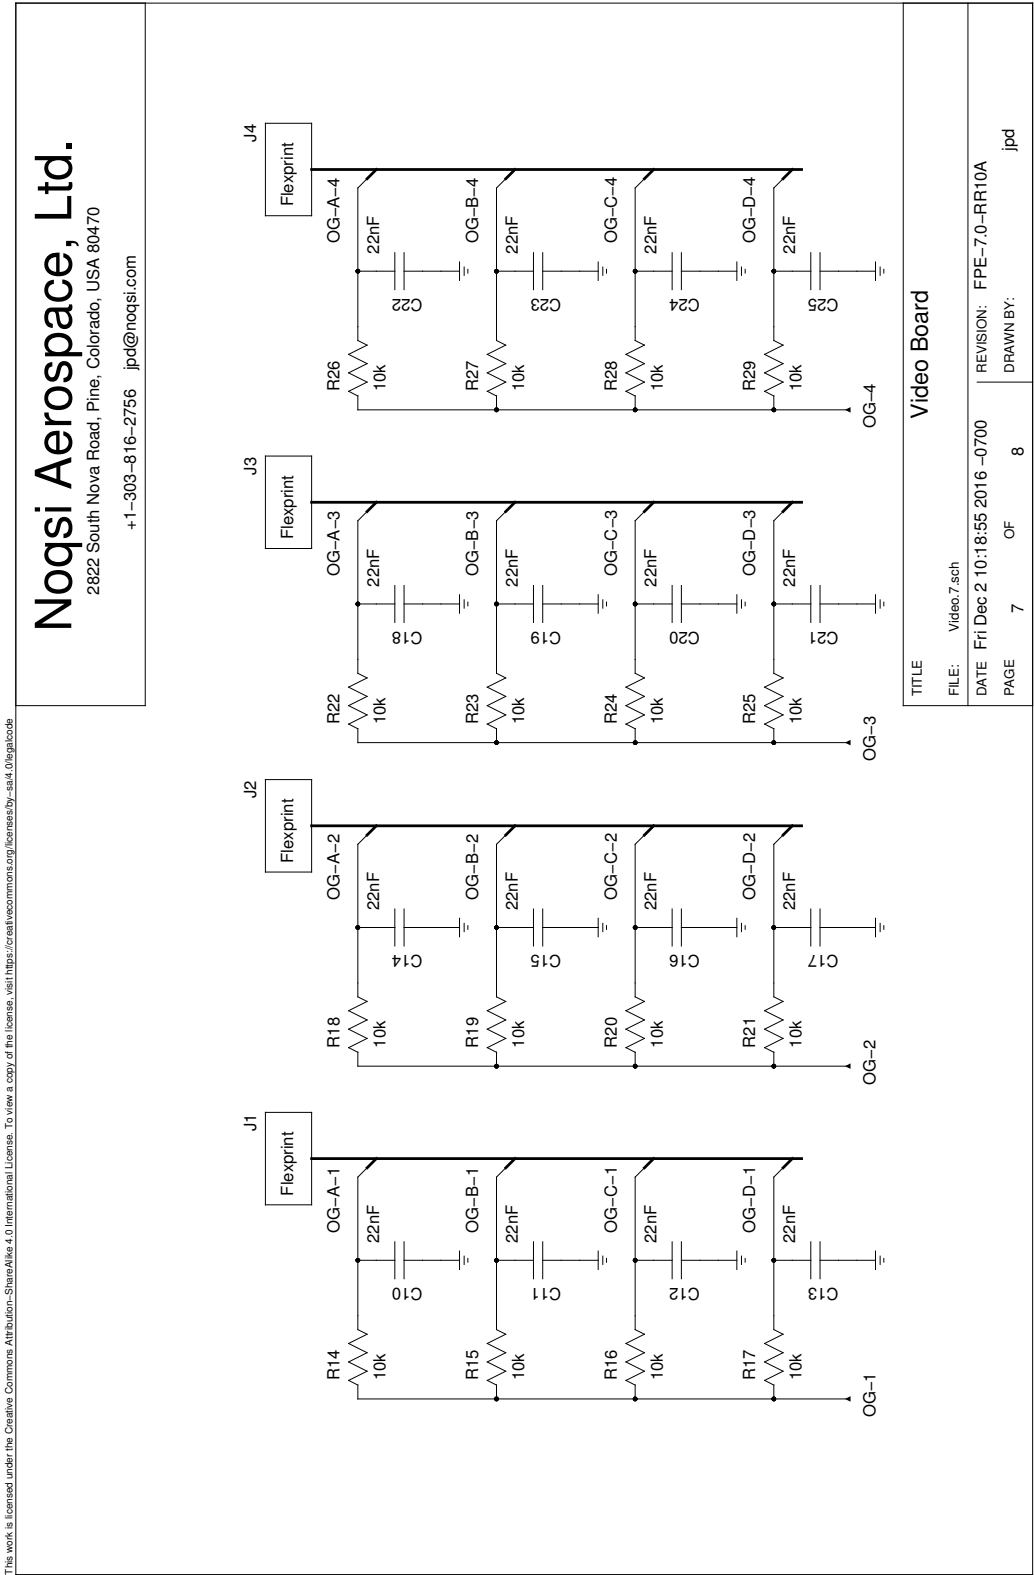 This work is licensed under the Creative Commons Attribution−ShareAlike 4.0 International License. To view a copy of the license, visit https://creativecommons.org/licenses/by−sa/4.0/legalcode
Noqsi Aerospace, Ltd.
2822 South Nova Road, Pine, Colorado, USA 80470
+1−303−816−2756 jpd@noqsi.com
J1
Flexprint
OG−A−1
22nF
C10
R14
10k
OG−B−1
22nF
C11
R15
10k
OG−C−1
22nF
C12
R16
10k
OG−D−1
22nF
C13
R17
10k
OG−1
J2
Flexprint
OG−A−2
22nF
C14
R18
10k
OG−B−2
22nF
C15
R19
10k
OG−C−2
22nF
C16
R20
10k
OG−D−2
22nF
C17
R21
10k
OG−2
J3
Flexprint
OG−A−3
22nF
C18
R22
10k
OG−B−3
22nF
C19
R23
10k
OG−C−3
22nF
C20
R24
10k
OG−D−3
22nF
C21
R25
10k
OG−3
J4
Flexprint
OG−A−4
22nF
C22
R26
10k
OG−B−4
22nF
C23
R27
10k
OG−C−4
22nF
C24
R28
10k
OG−D−4
22nF
C25
R29
10k
OG−4
TITLE
Video Board
FILE: Video.7.sch
DATE Fri Dec 2 10:18:55 2016 −0700
REVISION: FPE−7.0−RR10A
PAGE 7 OF 8
DRAWN BY: jpd